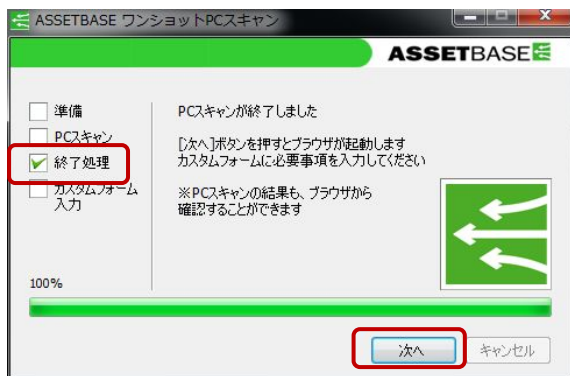 ASSETBASE ワンショットPCスキャン
ASSETBASE
準備
PCスキャン
終了処理
カスタムフォーム
入力
PCスキャンが終了しました
[次へ]ボタンを押すとブラウザが起動します
カスタムフォームに必要事項を入力してください
※PCスキャンの結果も、ブラウザから
確認することができます
100%
次へ
キャンセル